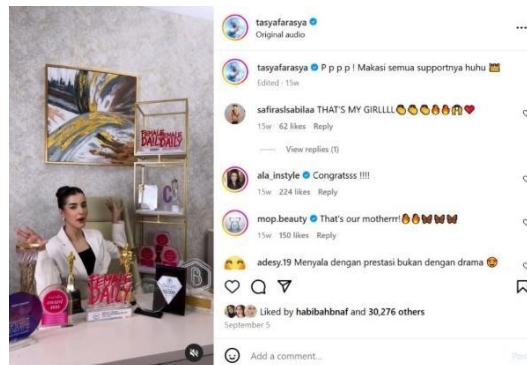 FEMALE DAILY
FEMALE DAILY
FEMALE
DAILY
tasyafarasya
Original audio
tasyafarasya P p p p ! Makasi semua supportnya huhu 👑
Edited · 15w
safiraslsabilaa THAT'S MY GIRLLLL👏👏👏🔥🔥🙌❤️
15w 62 likes Reply
View replies (1)
ala_instyle Congratsss !!!!
15w 224 likes Reply
mop.beauty That's our motherrr!🔥🔥🦋🦋🦋
15w 150 likes Reply
adesy.19 Menyala dengan prestasi bukan dengan drama 🤩
Liked by habibahbnaf and 30,276 others
September 5
Add a comment...
Post